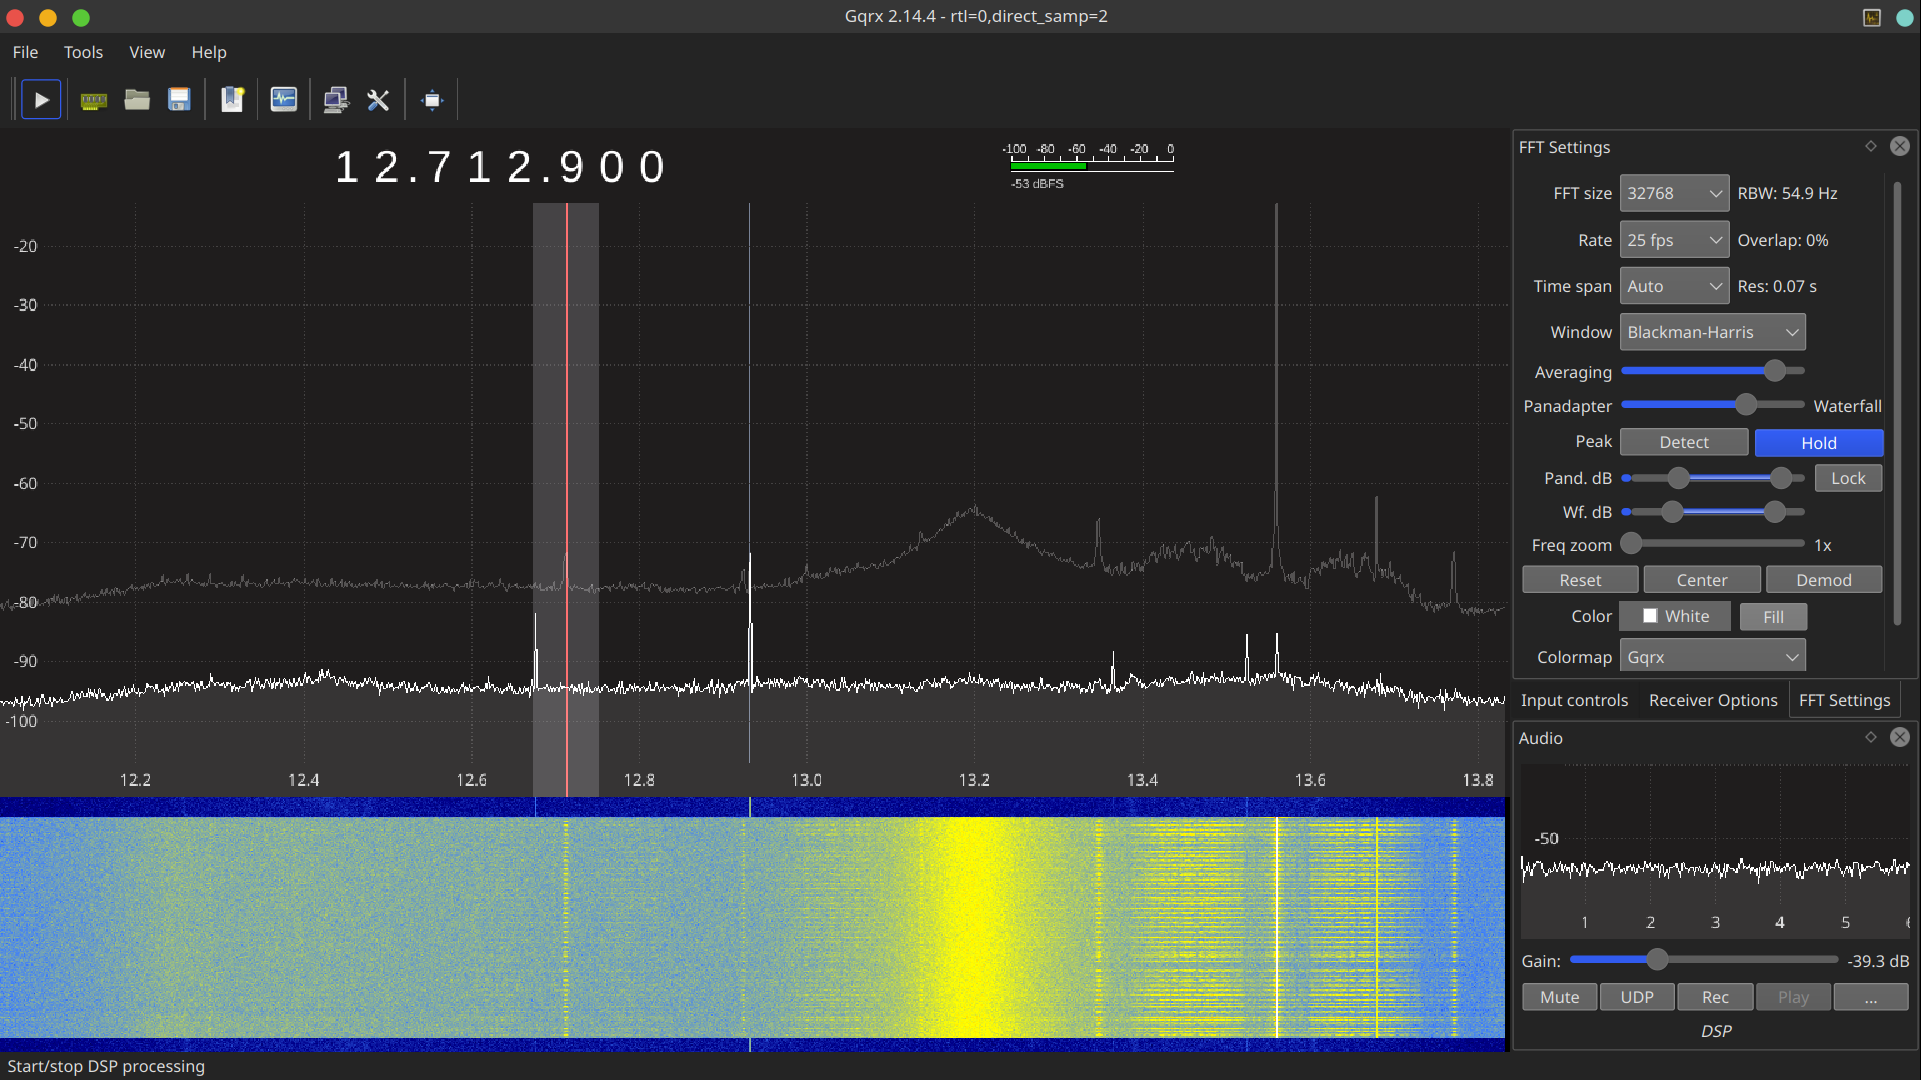 Gqrx 2.14.4 - rtl=0,direct_samp=2
File Tools View Help
12.712.900
-100 -80 -60 -40 -20 0
-53 dBFS
-20
-30
-40
-50
-60
-70
-80
-90
-100
12.2 12.4 12.6 12.8 13.0 13.2 13.4 13.6 13.8
FFT Settings
FFT size 32768 RBW: 54.9 Hz
Rate 25 fps Overlap: 0%
Time span Auto Res: 0.07 s
Window Blackman-Harris
Averaging
Panadapter Waterfall
Peak Detect Hold
Pand. dB Lock
Wf. dB
Freq zoom 1x
Reset Center Demod
Color White Fill
Colormap Gqrx
Input controls Receiver Options FFT Settings
Audio
-50
1 2 3 4 5 6
Gain: -39.3 dB
Mute UDP Rec Play ...
DSP
Start/stop DSP processing